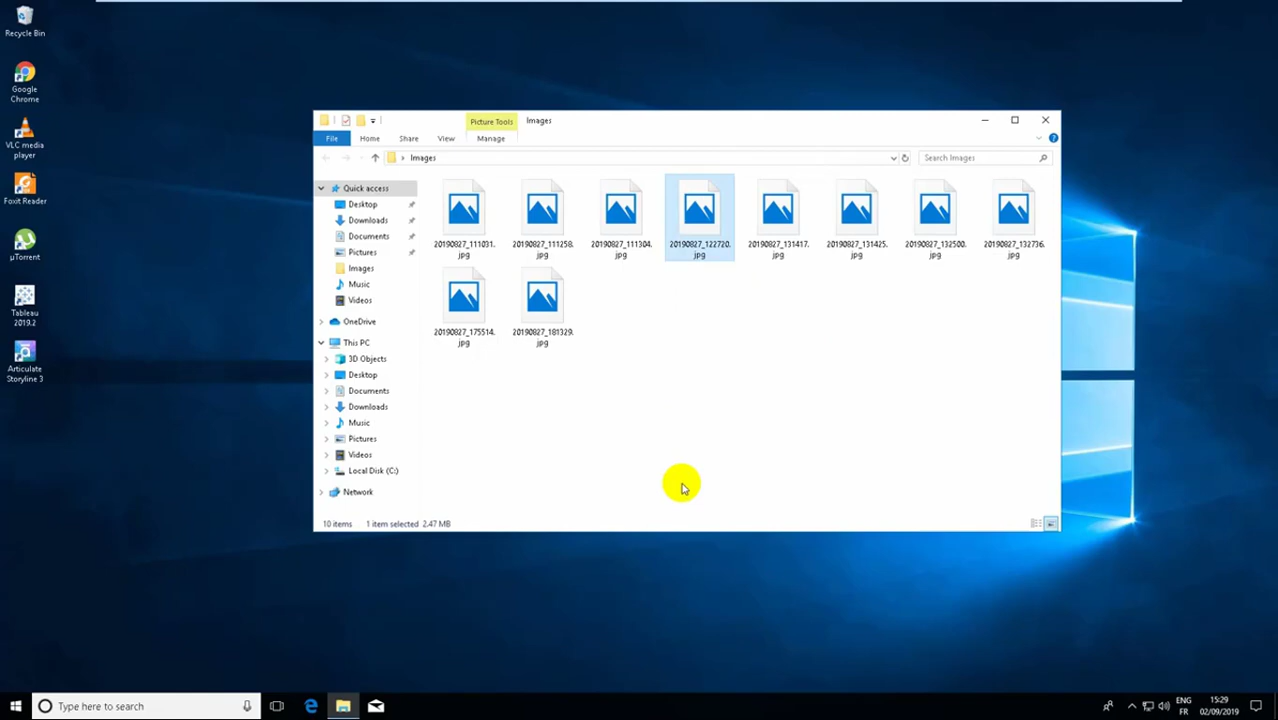 Recycle Bin
Google
Chrome
VLC media
player
Foxit Reader
µTorrent
Tableau
2019.2
Articulate
Storyline 3
Picture Tools
Images
File
Home
Share
View
Manage
Images
Search Images
Quick access
Desktop
Downloads
Documents
Pictures
Images
Music
Videos
OneDrive
This PC
3D Objects
Desktop
Documents
Downloads
Music
Pictures
Videos
Local Disk (C:)
Network
20190827_111031.
jpg
20190827_111258.
jpg
20190827_111304.
jpg
20190827_122720.
jpg
20190827_131417.
jpg
20190827_131425.
jpg
20190827_132500.
jpg
20190827_132736.
jpg
20190827_175514.
jpg
20190827_181329.
jpg
10 items 1 item selected 2.47 MB
Type here to search
ENG
FR
15:29
02/09/2019